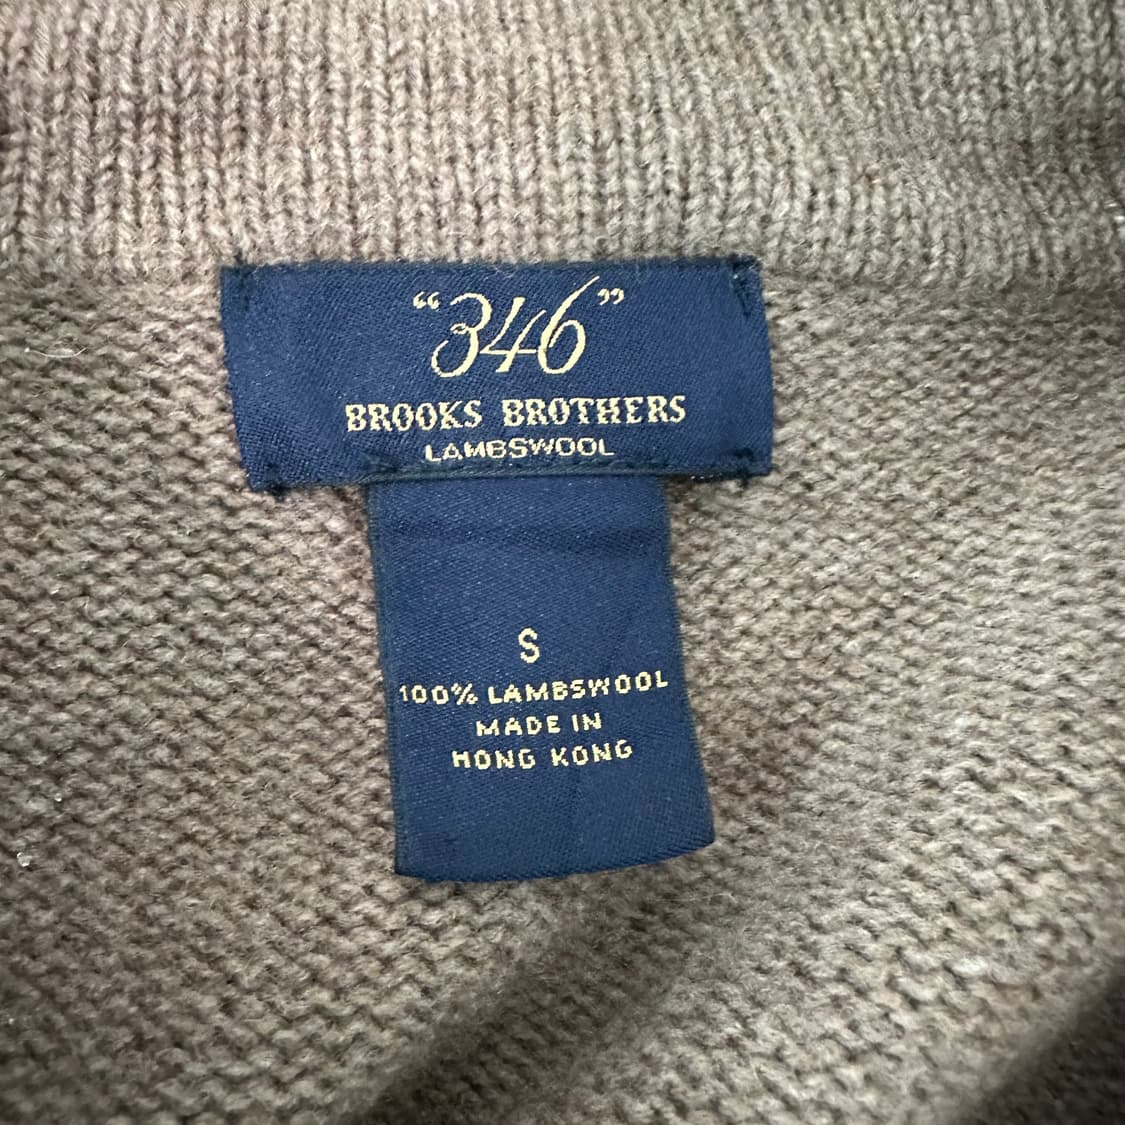 “346”
BROOKS BROTHERS
LAMBSWOOL
S
100% LAMBSWOOL
MADE IN
HONG KONG